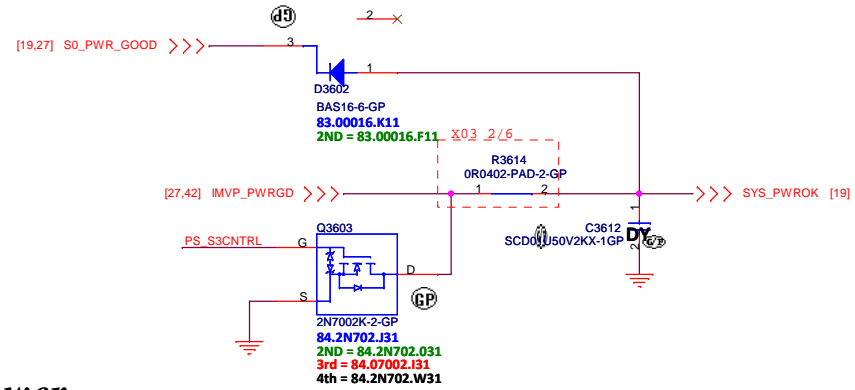 GP
2
[19,27] S0_PWR_GOOD
3
1
D3602
BAS16-6-GP
83.00016.K11
2ND = 83.00016.F11
X03 2/6
R3614
0R0402-PAD-2-GP
[27,42] IMVP_PWRGD
1
2
SYS_PWROK [19]
Q3603
1
C3612
DY
2
PS_S3CNTRL
G
D
S
GP
2N7002K-2-GP
84.2N702.J31
2ND = 84.2N702.031
3rd = 84.07002.I31
4th = 84.2N702.W31